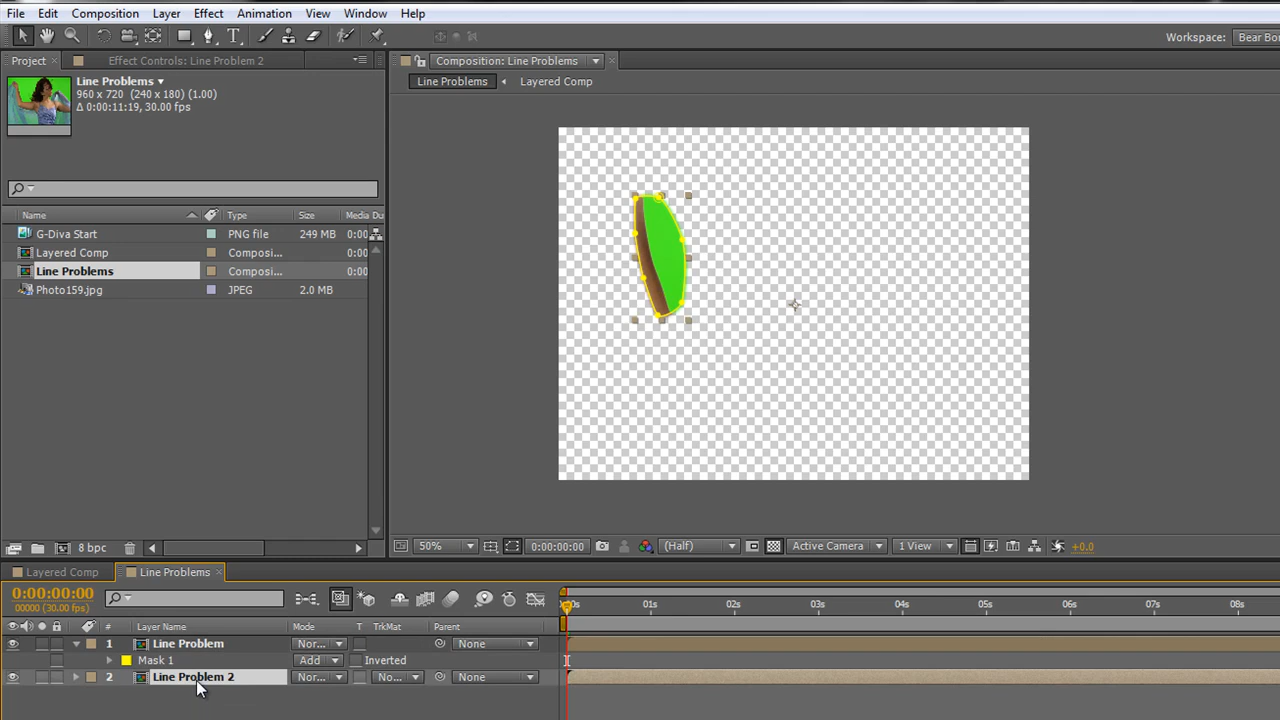 File Edit Composition Layer Effect Animation View Window Help
Workspace: Bear Bo
Project Effect Controls: Line Problem 2 Composition: Line Problems
Line Problems
960 x 720 (240 x 180) (1.00)
Δ 0:00:11:19, 30.00 fps
Line Problems Layered Comp
Name Type Size Media Du
G-Diva Start PNG file 249 MB 0:00
Layered Comp Composi... 0:00
Line Problems Composi... 0:00
Photo159.jpg JPEG 2.0 MB
8 bpc 50% 0:00:00:00 (Half) Active Camera 1 View +0.0
Layered Comp Line Problems
0:00:00:00
00000 (30.00 fps)
01s 02s 03s 04s 05s 06s 07s 08s
# Layer Name Mode T TrkMat Parent
1 Line Problem Nor... None
Mask 1 Add Inverted
2 Line Problem 2 Nor... No... None